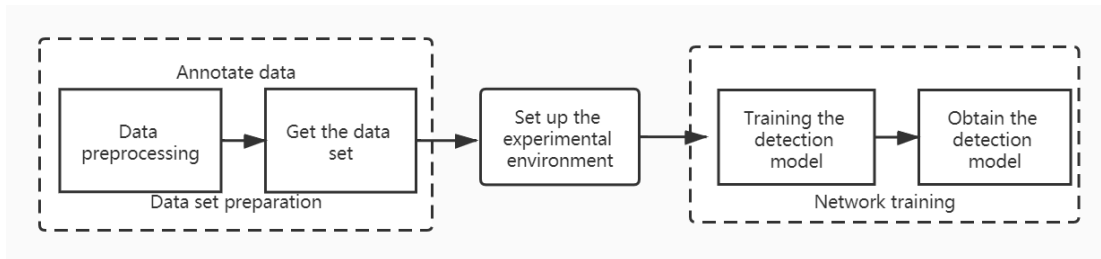 Annotate data
Data
preprocessing
Get the data
set
Data set preparation
Set up the
experimental
environment
Training the
detection
model
Obtain the
detection
model
Network training